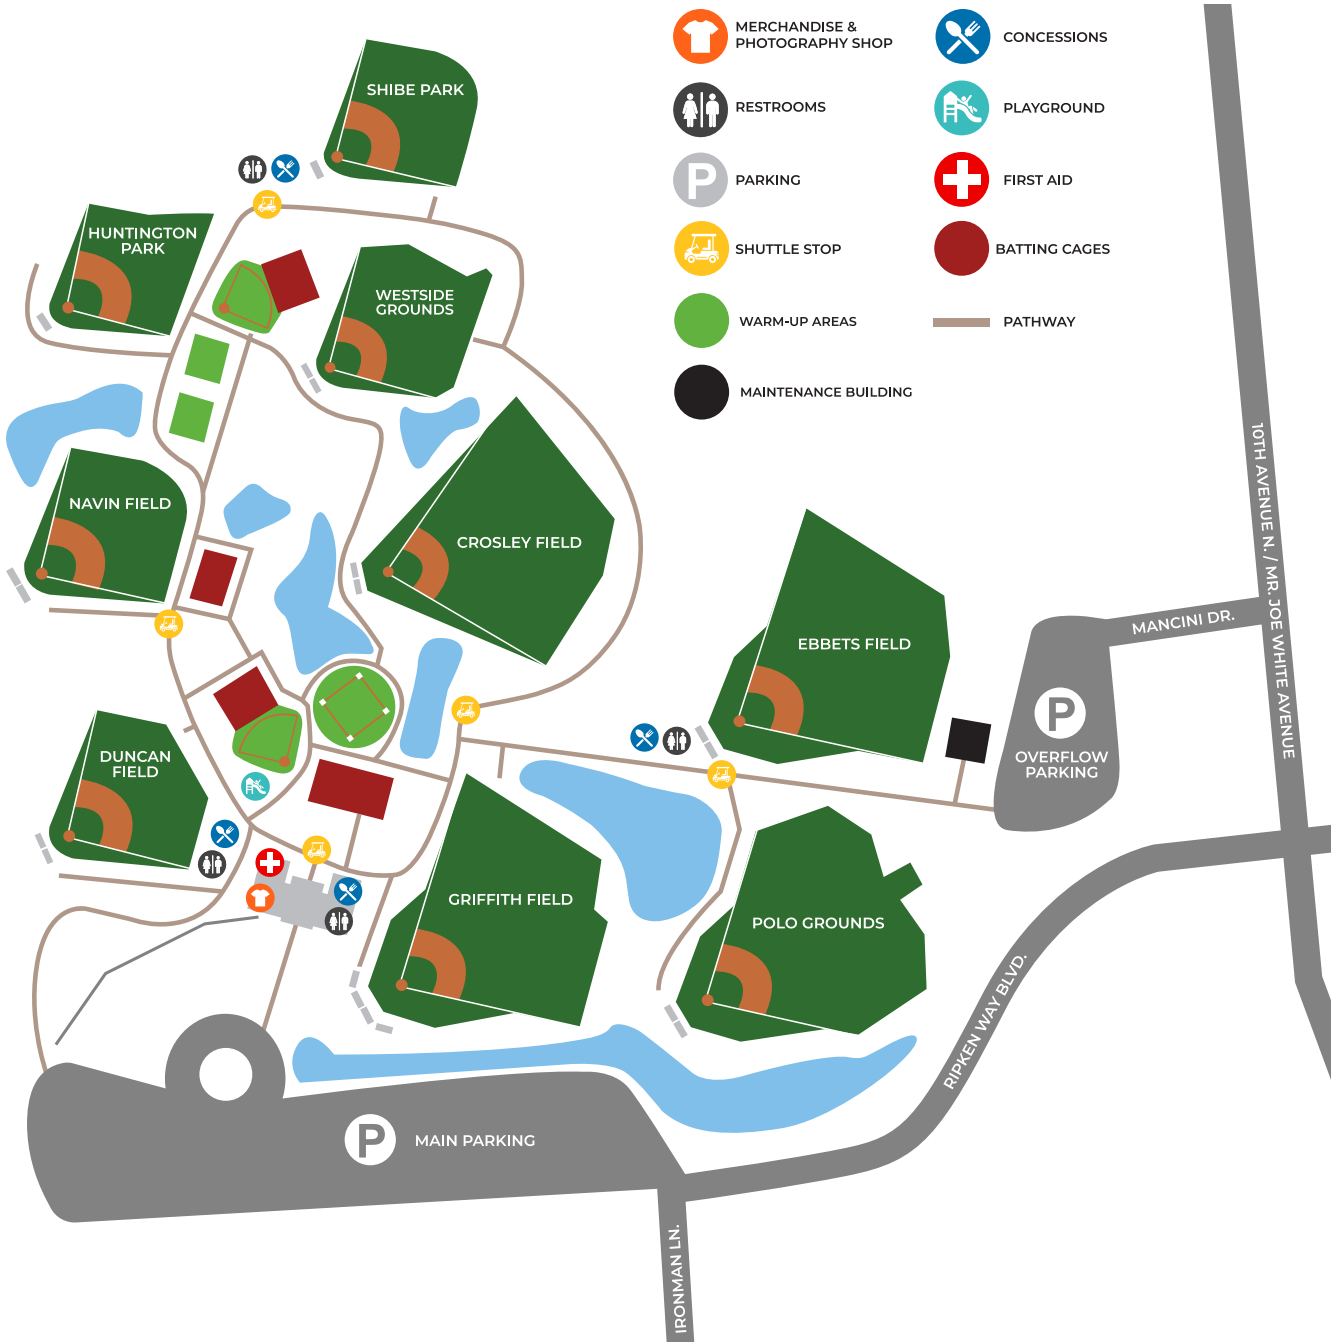 MERCHANDISE &
PHOTOGRAPHY SHOP
RESTROOMS
P PARKING
SHUTTLE STOP
WARM-UP AREAS
MAINTENANCE BUILDING
CONCESSIONS
PLAYGROUND
FIRST AID
BATTING CAGES
PATHWAY
SHIBE PARK
HUNTINGTON
PARK
WESTSIDE
GROUNDS
NAVIN FIELD
CROSLEY FIELD
EBBETS FIELD
DUNCAN
FIELD
GRIFFITH FIELD
POLO GROUNDS
P
OVERFLOW
PARKING
MANCINI DR.
10TH AVENUE N. / MR. JOE WHITE AVENUE
RIPKEN WAY BLVD.
P MAIN PARKING
IRONMAN LN.